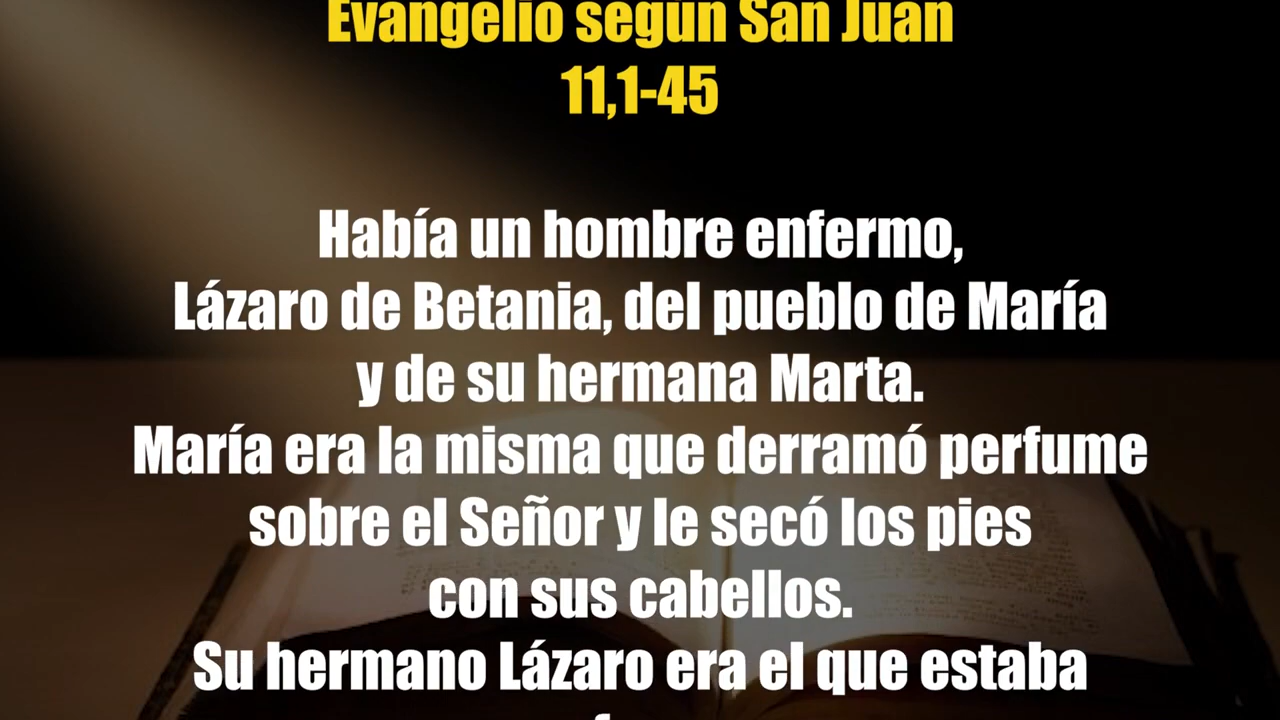 Evangelio según San Juan
11,1-45
Había un hombre enfermo,
Lázaro de Betania, del pueblo de María
y de su hermana Marta.
María era la misma que derramó perfume
sobre el Señor y le secó los pies
con sus cabellos.
Su hermano Lázaro era el que estaba